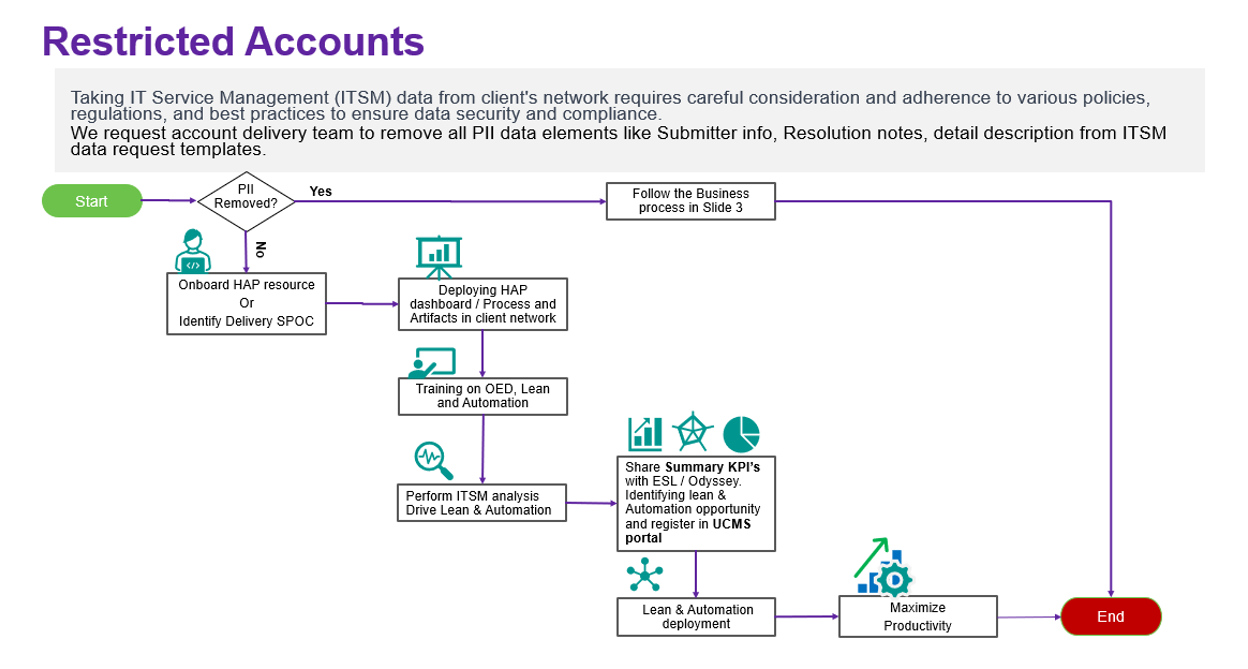 Restricted Accounts
Taking IT Service Management (ITSM) data from client's network requires careful consideration and adherence to various policies,
regulations, and best practices to ensure data security and compliance.
We request account delivery team to remove all PII data elements like Submitter info, Resolution notes, detail description from ITSM
data request templates.
Start
PII
Removed?
Yes
Follow the Business
process in Slide 3
No
Onboard HAP resource
Or
Identify Delivery SPOC
Deploying HAP
dashboard / Process and
Artifacts in client network
Training on OED, Lean
and Automation
Perform ITSM analysis
Drive Lean & Automation
Share Summary KPI's
with ESL / Odyssey.
Identifying lean &
Automation opportunity
and register in UCMS
portal
Lean & Automation
deployment
Maximize
Productivity
End